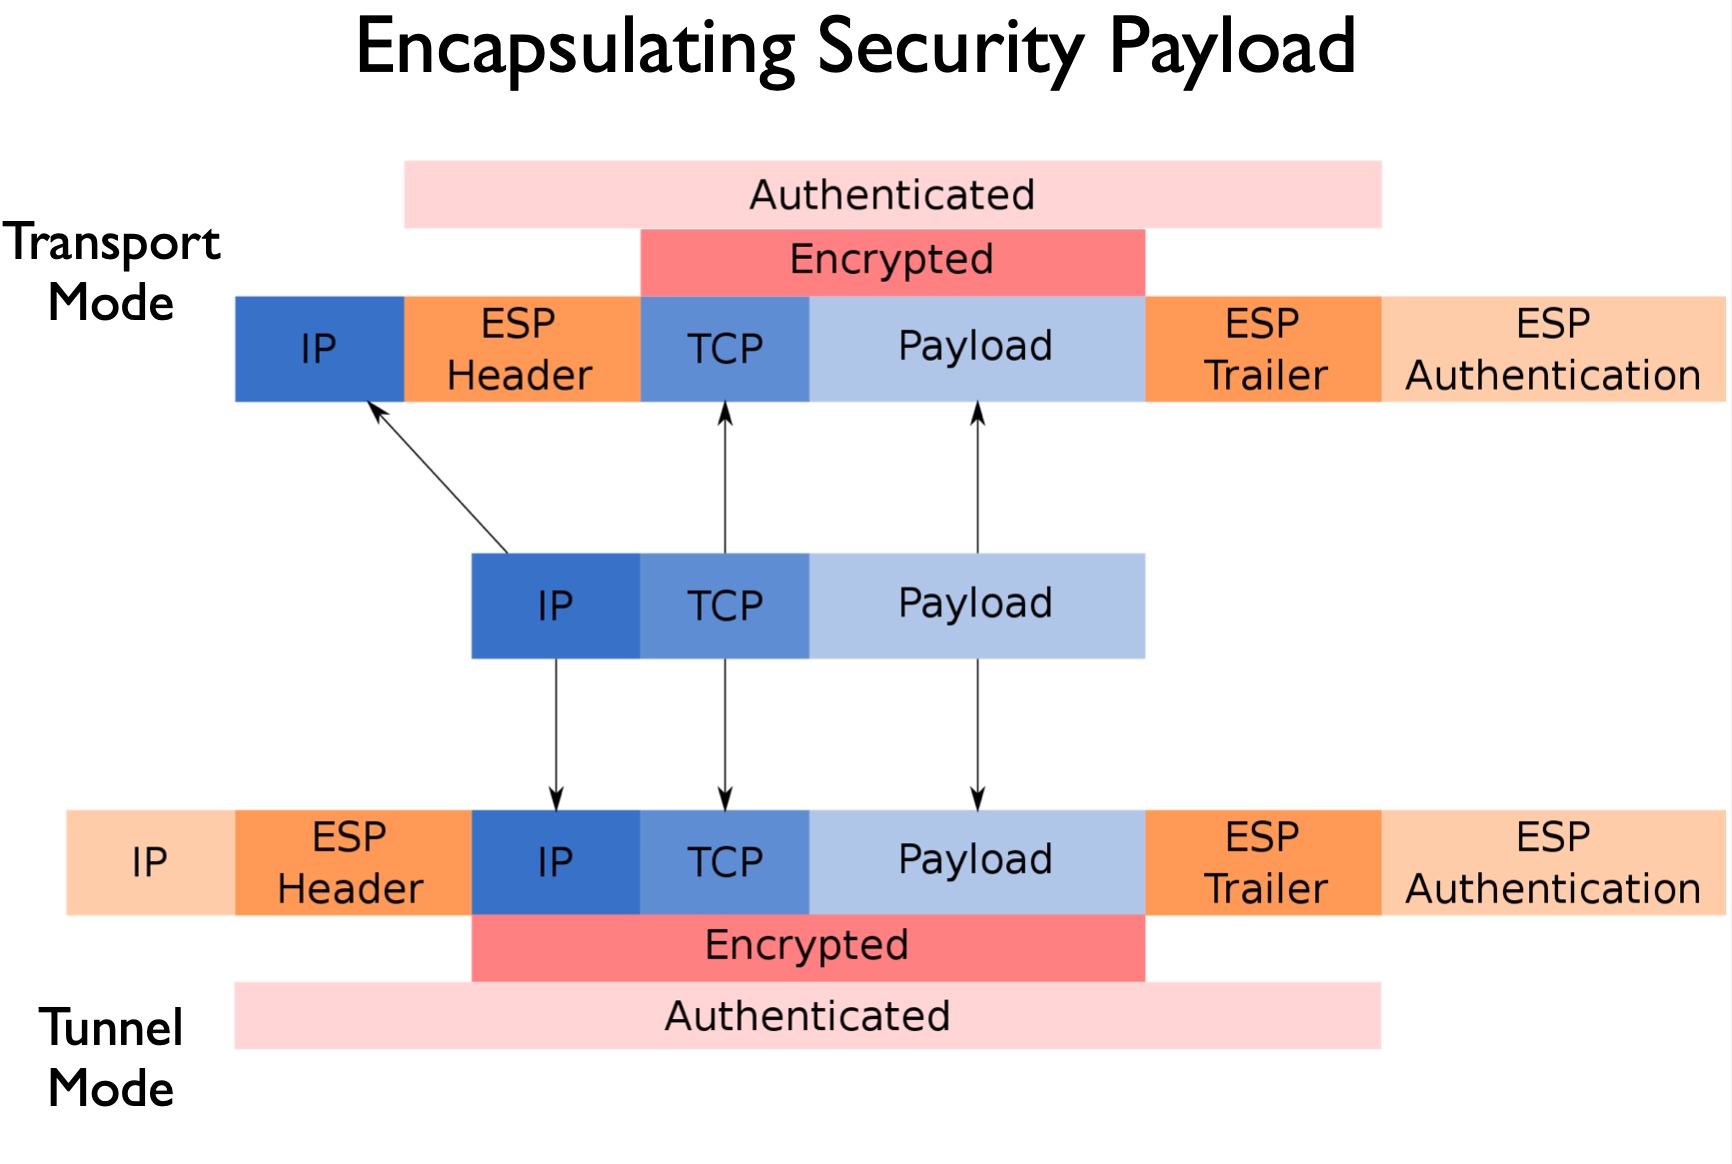 Encapsulating Security Payload
Authenticated
Transport
Mode
Encrypted
IP
ESP
Header
TCP
Payload
ESP
Trailer
ESP
Authentication
IP
TCP
Payload
IP
ESP
Header
IP
TCP
Payload
ESP
Trailer
ESP
Authentication
Encrypted
Authenticated
Tunnel
Mode